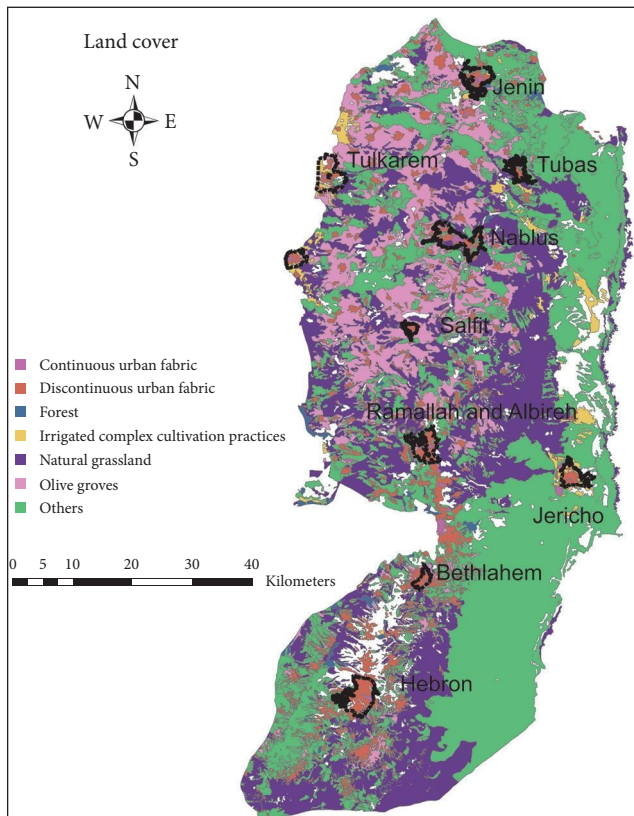 Land cover
N
W
E
S
Jenin
Tulkarem
Tubas
Nablus
Salfit
Continuous urban fabric
Discontinuous urban fabric
Forest
Ramallah and Albireh
Irrigated complex cultivation practices
Natural grassland
Olive groves
Others
Jericho
0 5 10 20 30 40
Kilometers
Bethlahem
Hebron